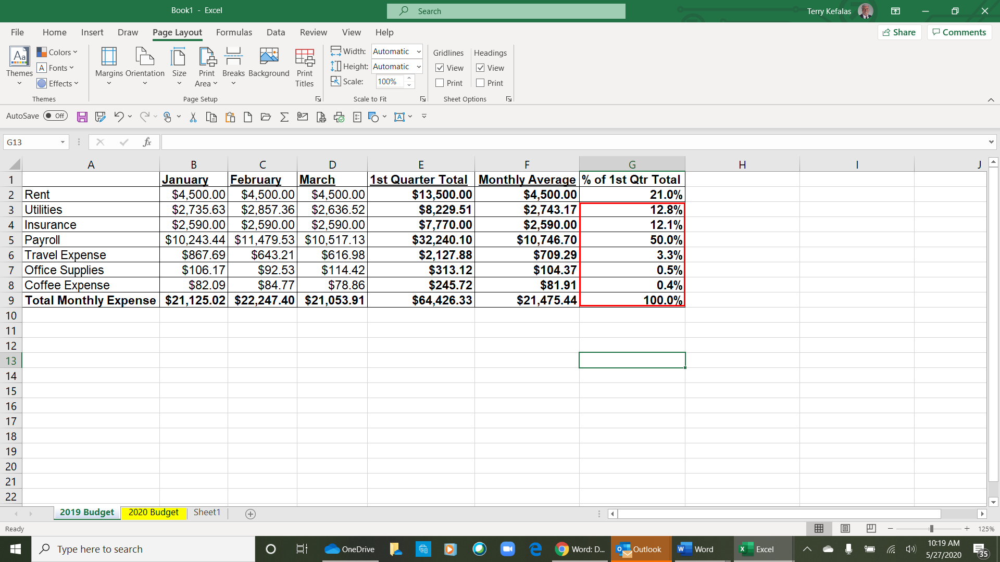 Book1 - Excel
Search
Terry Kefalas
File Home Insert Draw Page Layout Formulas Data Review View Help
Share Comments
Aa Colors Fonts Effects
Themes
Themes
Margins Orientation Size Print Area Breaks Background Print Titles
Page Setup
Width: Automatic
Height: Automatic
Scale: 100%
Scale to Fit
Gridlines Headings
View View
Print Print
Sheet Options
AutoSave Off
G13 fx
A B C D E F G H I J
1 January February March 1st Quarter Total Monthly Average % of 1st Qtr Total
2 Rent $4,500.00 $4,500.00 $4,500.00 $13,500.00 $4,500.00 21.0%
3 Utilities $2,735.63 $2,857.36 $2,636.52 $8,229.51 $2,743.17 12.8%
4 Insurance $2,590.00 $2,590.00 $2,590.00 $7,770.00 $2,590.00 12.1%
5 Payroll $10,243.44 $11,479.53 $10,517.13 $32,240.10 $10,746.70 50.0%
6 Travel Expense $867.69 $643.21 $616.98 $2,127.88 $709.29 3.3%
7 Office Supplies $106.17 $92.53 $114.42 $313.12 $104.37 0.5%
8 Coffee Expense $82.09 $84.77 $78.86 $245.72 $81.91 0.4%
9 Total Monthly Expense $21,125.02 $22,247.40 $21,053.91 $64,426.33 $21,475.44 100.0%
10
11
12
13
14
15
16
17
18
19
20
21
22
2019 Budget 2020 Budget Sheet1
Ready 125%
Type here to search
OneDrive Word: D... Outlook Word Excel
10:19 AM
5/27/2020
35